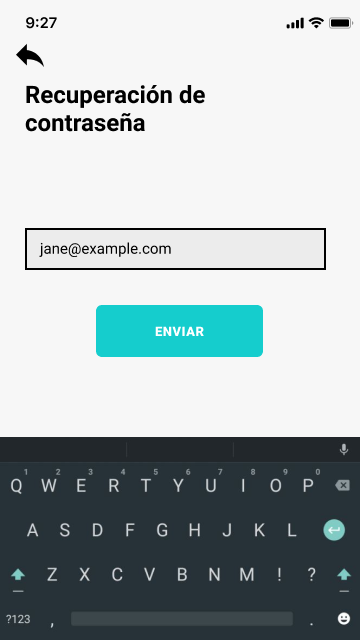 9:27
Recuperación de
contraseña
jane@example.com
ENVIAR
1 2 3 4 5 6 7 8 9 0
Q W E R T Y U I O P
A S D F G H J K L
Z X C V B N M ! ?
?123 , .